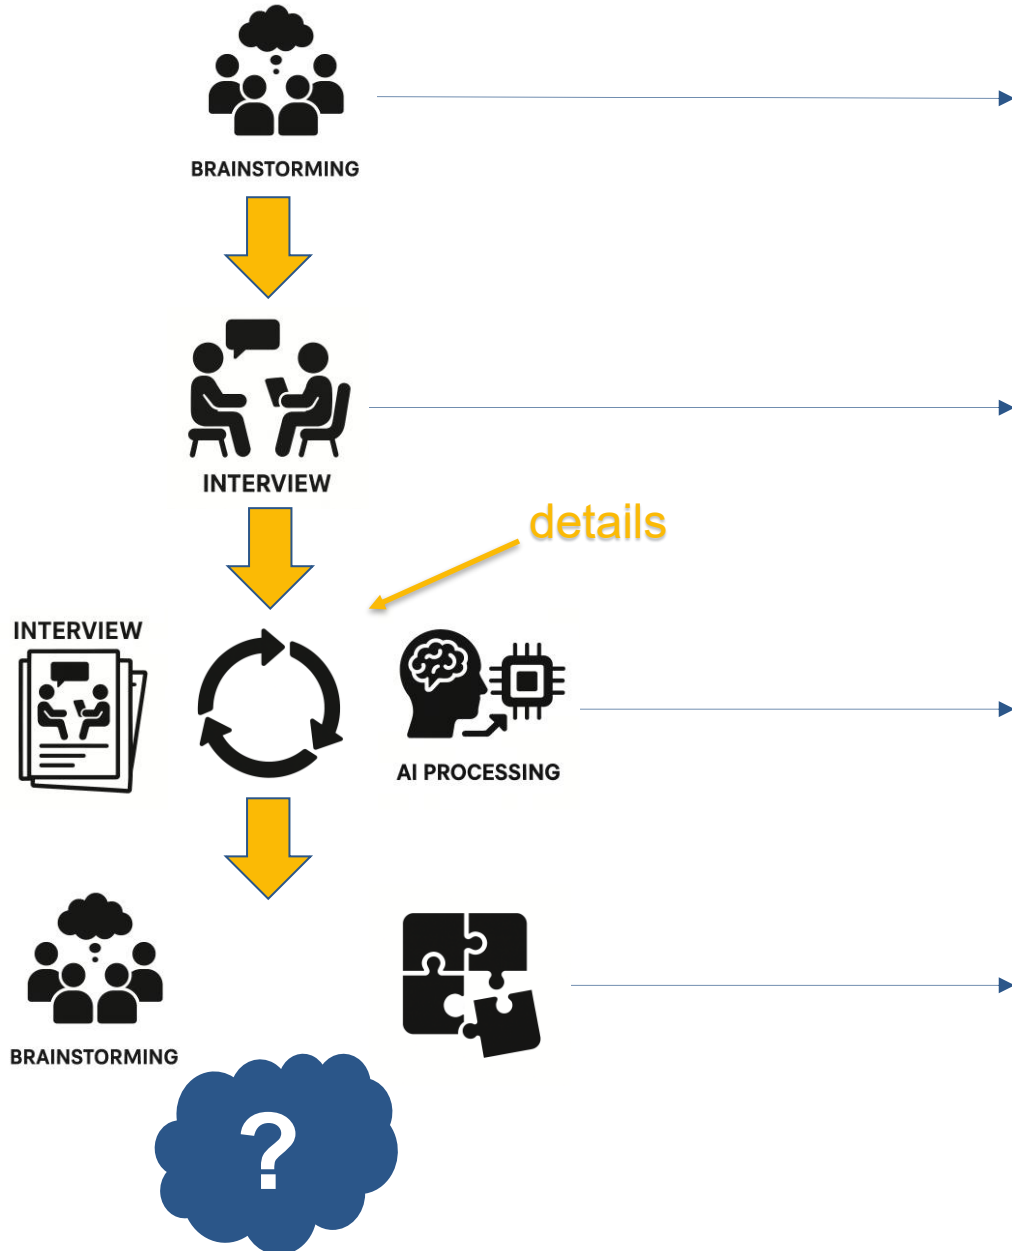 BRAINSTORMING
INTERVIEW
details
INTERVIEW
AI PROCESSING
BRAINSTORMING
?